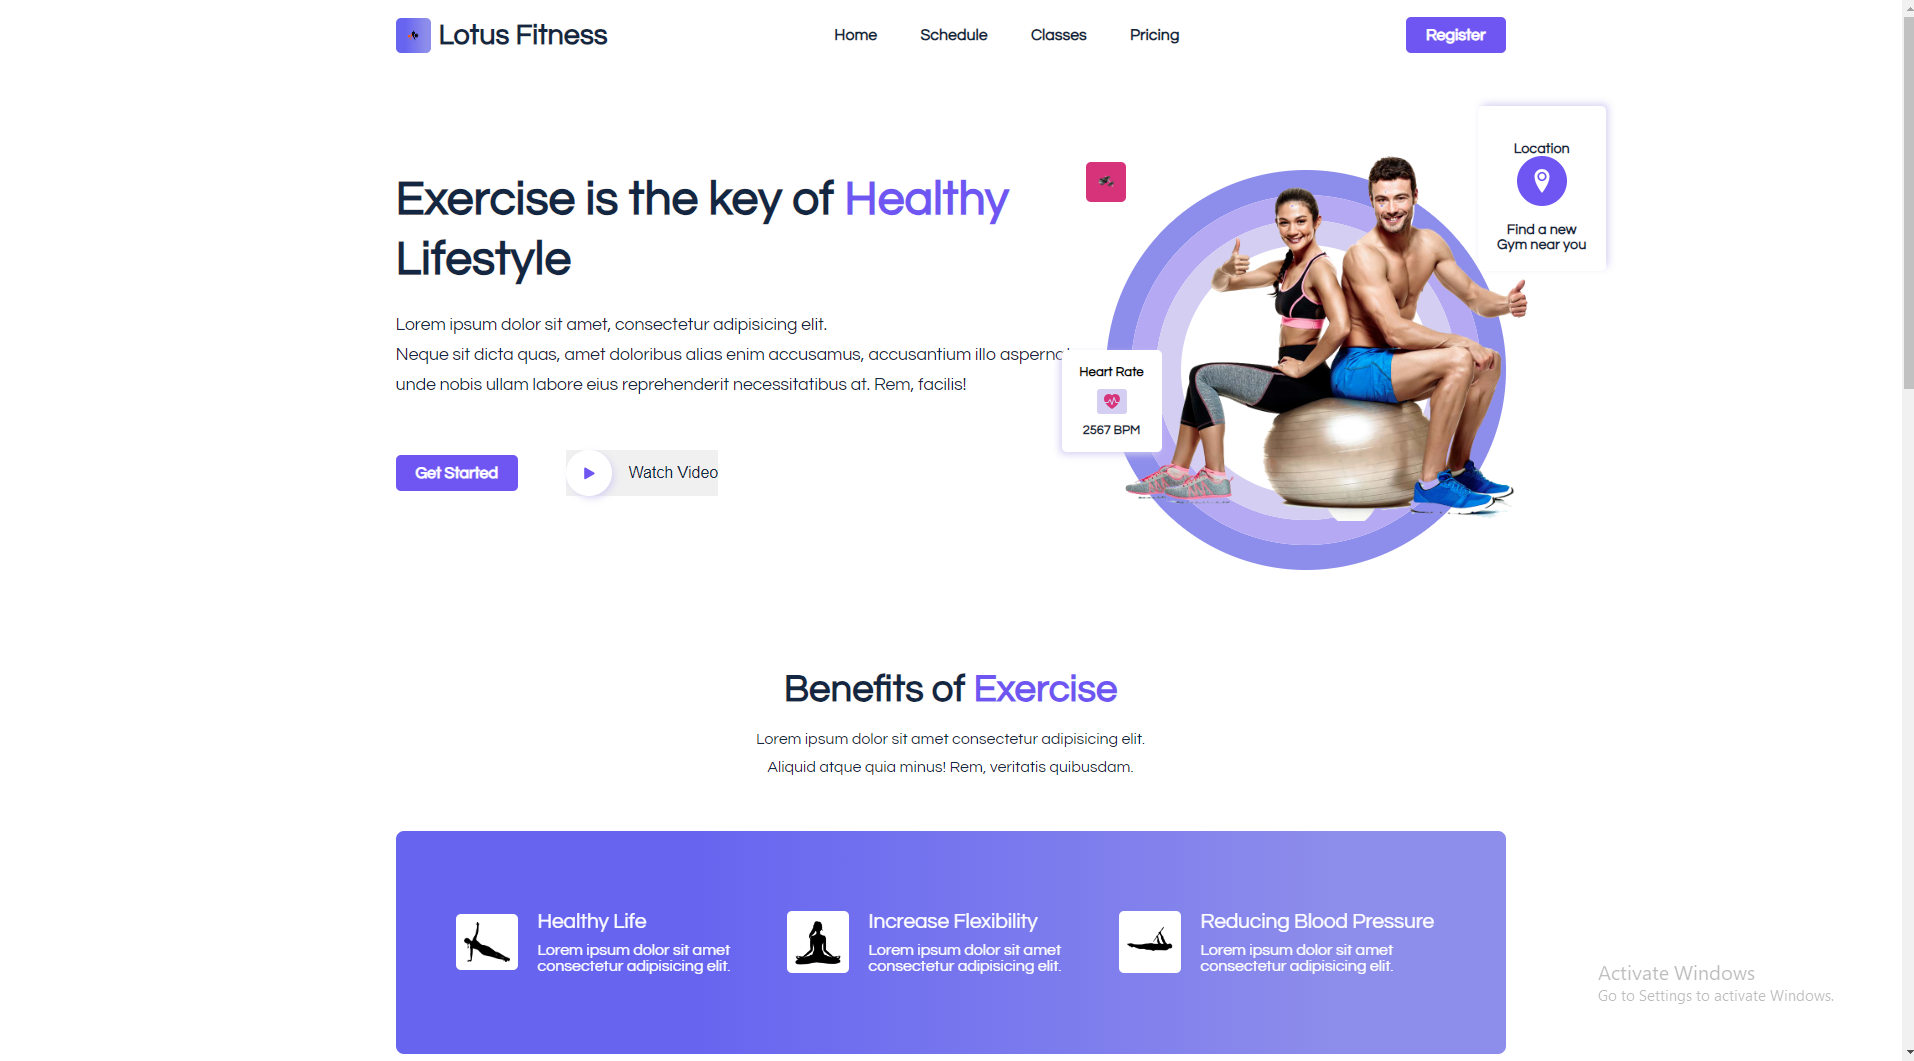 Lotus Fitness
Home
Schedule
Classes
Pricing
Register
Exercise is the key of Healthy
Lifestyle
Lorem ipsum dolor sit amet, consectetur adipisicing elit.
Neque sit dicta quas, amet doloribus alias enim accusamus, accusantium illo
unde nobis ullam labore eius reprehenderit necessitatibus at. Rem, facilis!
Get Started
Watch Video
Location
Find a new
Gym near you
Heart Rate
2567 BPM
Benefits of Exercise
Lorem ipsum dolor sit amet consectetur adipisicing elit.
Aliquid atque quia minus! Rem, veritatis quibusdam.
Healthy Life
Lorem ipsum dolor sit amet
consectetur adipisicing elit.
Increase Flexibility
Lorem ipsum dolor sit amet
consectetur adipisicing elit.
Reducing Blood Pressure
Lorem ipsum dolor sit amet
consectetur adipisicing elit.
Activate Windows
Go to Settings to activate Windows.